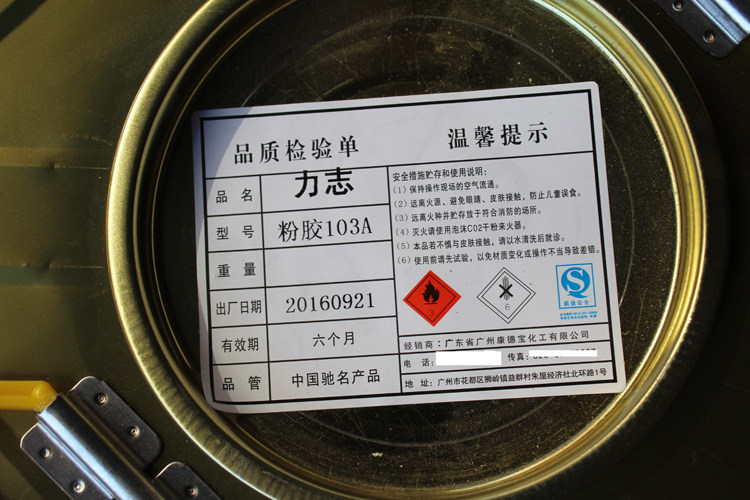 品质检验单
温馨提示
品名 力志
型号 粉胶103A
重量
出厂日期 20160921
有效期 六个月
品管 中国驰名产品
安全措施贮存和使用说明：
（1）保持操作现场的空气流通。
（2）远离火源、避免眼睛、皮肤接触，防止儿童误食。
（3）远离火种并贮存放于符合消防的场所。
（4）灭火请使用泡沫CO2干粉来火器。
（5）本品若不慎与皮肤接触，请以水清洗后就诊。
（6）使用前请先试验，以免材质变化或操作不当导致差错。
3
6
质量安全
经销商：广东省广州康德宝化工有限公司
电话： 传真：
地址：广州市花都区狮岭镇益群村朱屋经济社北环路1号